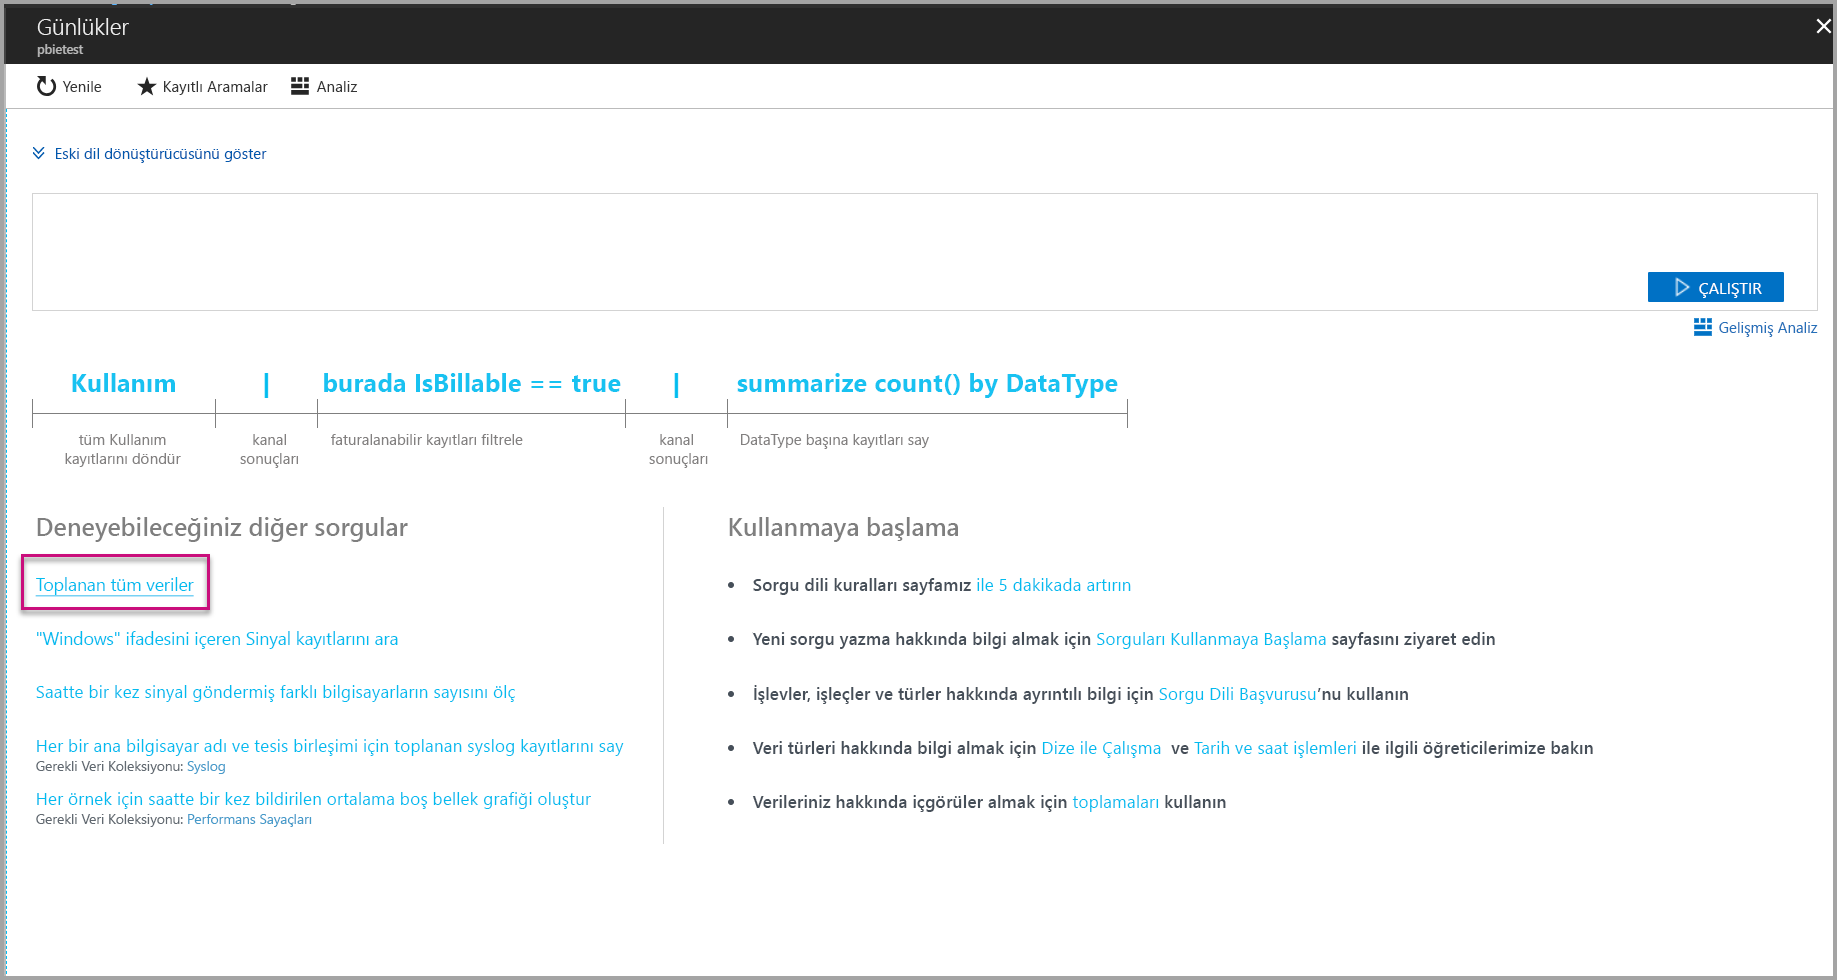 Günlükler
pbietest
Yenile Kayıtlı Aramalar Analiz
Eski dil dönüştürücüsünü göster
ÇALIŞTIR
Gelişmiş Analiz
Kullanım | burada IsBillable == true | summarize count() by DataType
tüm Kullanım kanal faturalanabilir kayıtları filtrele kanal DataType başına kayıtları say
kayıtlarını döndür sonuçları sonuçları
Deneyebileceğiniz diğer sorgular
Toplanan tüm veriler
"Windows" ifadesini içeren Sinyal kayıtlarını ara
Saatte bir kez sinyal göndermiş farklı bilgisayarların sayısını ölç
Her bir ana bilgisayar adı ve tesis birleşimi için toplanan syslog kayıtlarını say
Gerekli Veri Koleksiyonu: Syslog
Her örnek için saatte bir kez bildirilen ortalama boş bellek grafiği oluştur
Gerekli Veri Koleksiyonu: Performans Sayaçları
Kullanmaya başlama
• Sorgu dili kuralları sayfamız ile 5 dakikada artırın
• Yeni sorgu yazma hakkında bilgi almak için Sorguları Kullanmaya Başlama sayfasını ziyaret edin
• İşlevler, işleçler ve türler hakkında ayrıntılı bilgi için Sorgu Dili Başvurusu’nu kullanın
• Veri türleri hakkında bilgi almak için Dize ile Çalışma ve Tarih ve saat işlemleri ile ilgili öğreticilerimize bakın
• Verileriniz hakkında içgörüler almak için toplamaları kullanın